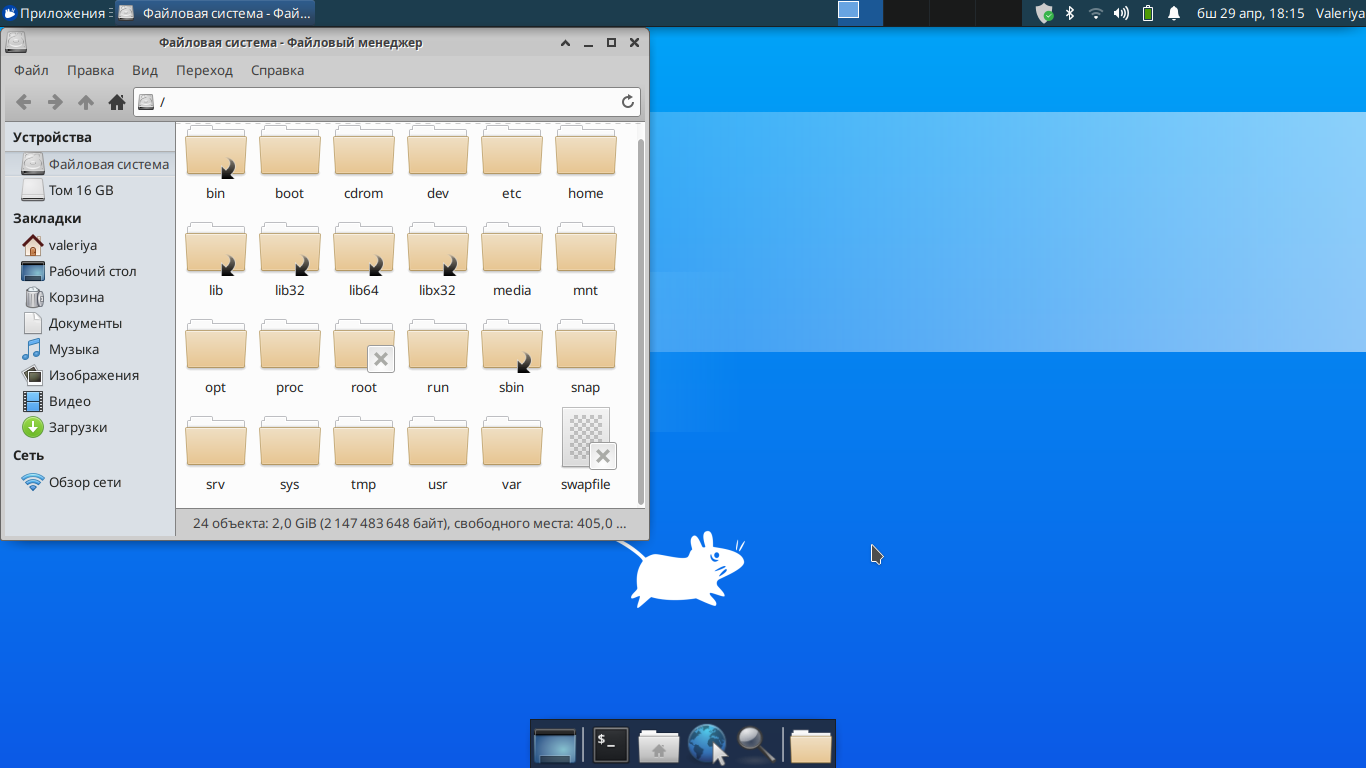 Приложения
Файловая система - Фай...
бш 29 апр, 18:15
Valeriya
Файловая система - Файловый менеджер
Файл Правка Вид Переход Справка
/
Устройства
Файловая система
Том 16 GB
Закладки
valeriya
Рабочий стол
Корзина
Документы
Музыка
Изображения
Видео
Загрузки
Сеть
Обзор сети
bin boot cdrom dev etc home
lib lib32 lib64 libx32 media mnt
opt proc root run sbin snap
srv sys tmp usr var swapfile
24 объекта: 2,0 GiB (2 147 483 648 байт), свободного места: 405,0 ...
$_